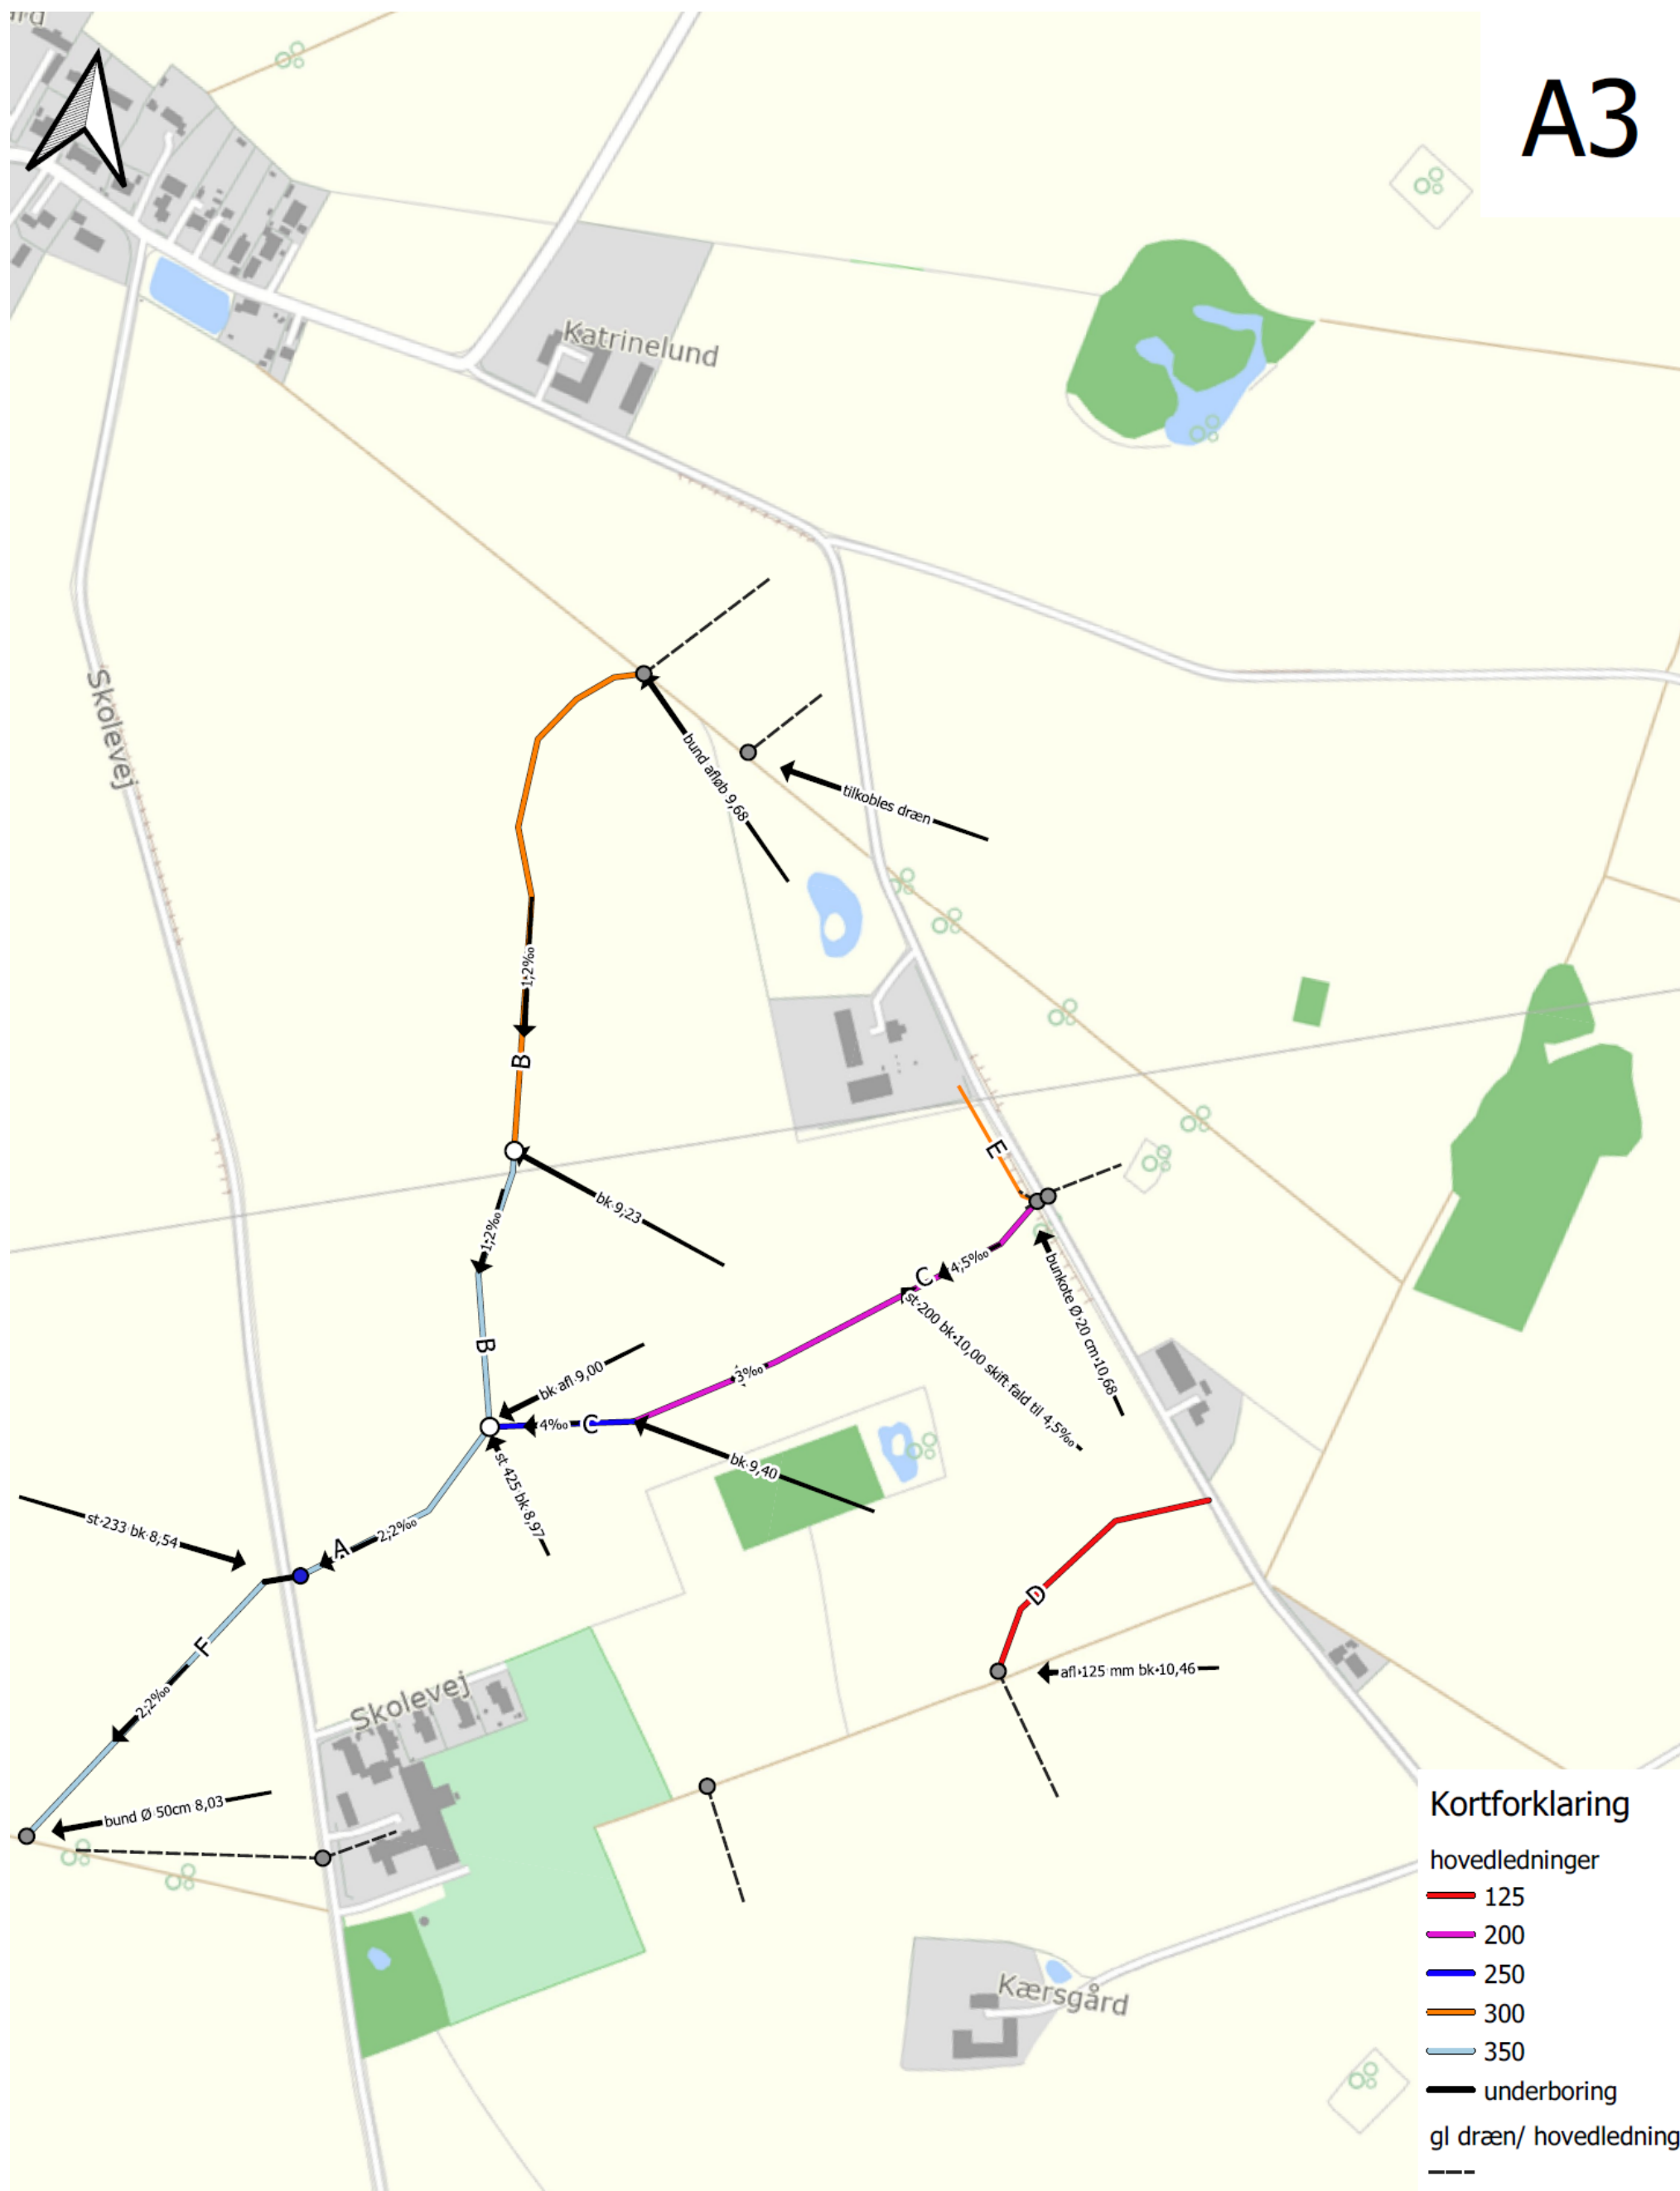 A3
Katrinelund
Skolevej
bund afløb 9,68
tilkobles dræn
1,2‰
B
E
bk 9,23
1,2‰
C
4,5‰
bunkote Ø 20 cm 10,68
st 200 bk 10,00 skift fald til 4,5‰
B
bk afl 9,00
3‰
4‰
C
bk 9,40
st 425 bk 8,97
st 233 bk 8,54
A
2,2‰
D
F
afl 125 mm bk 10,46
2,2‰
Skolevej
bund Ø 50cm 8,03
Kærsgård
Kortforklaring
hovedledninger
125
200
250
300
350
underboring
gl dræn/ hovedledning